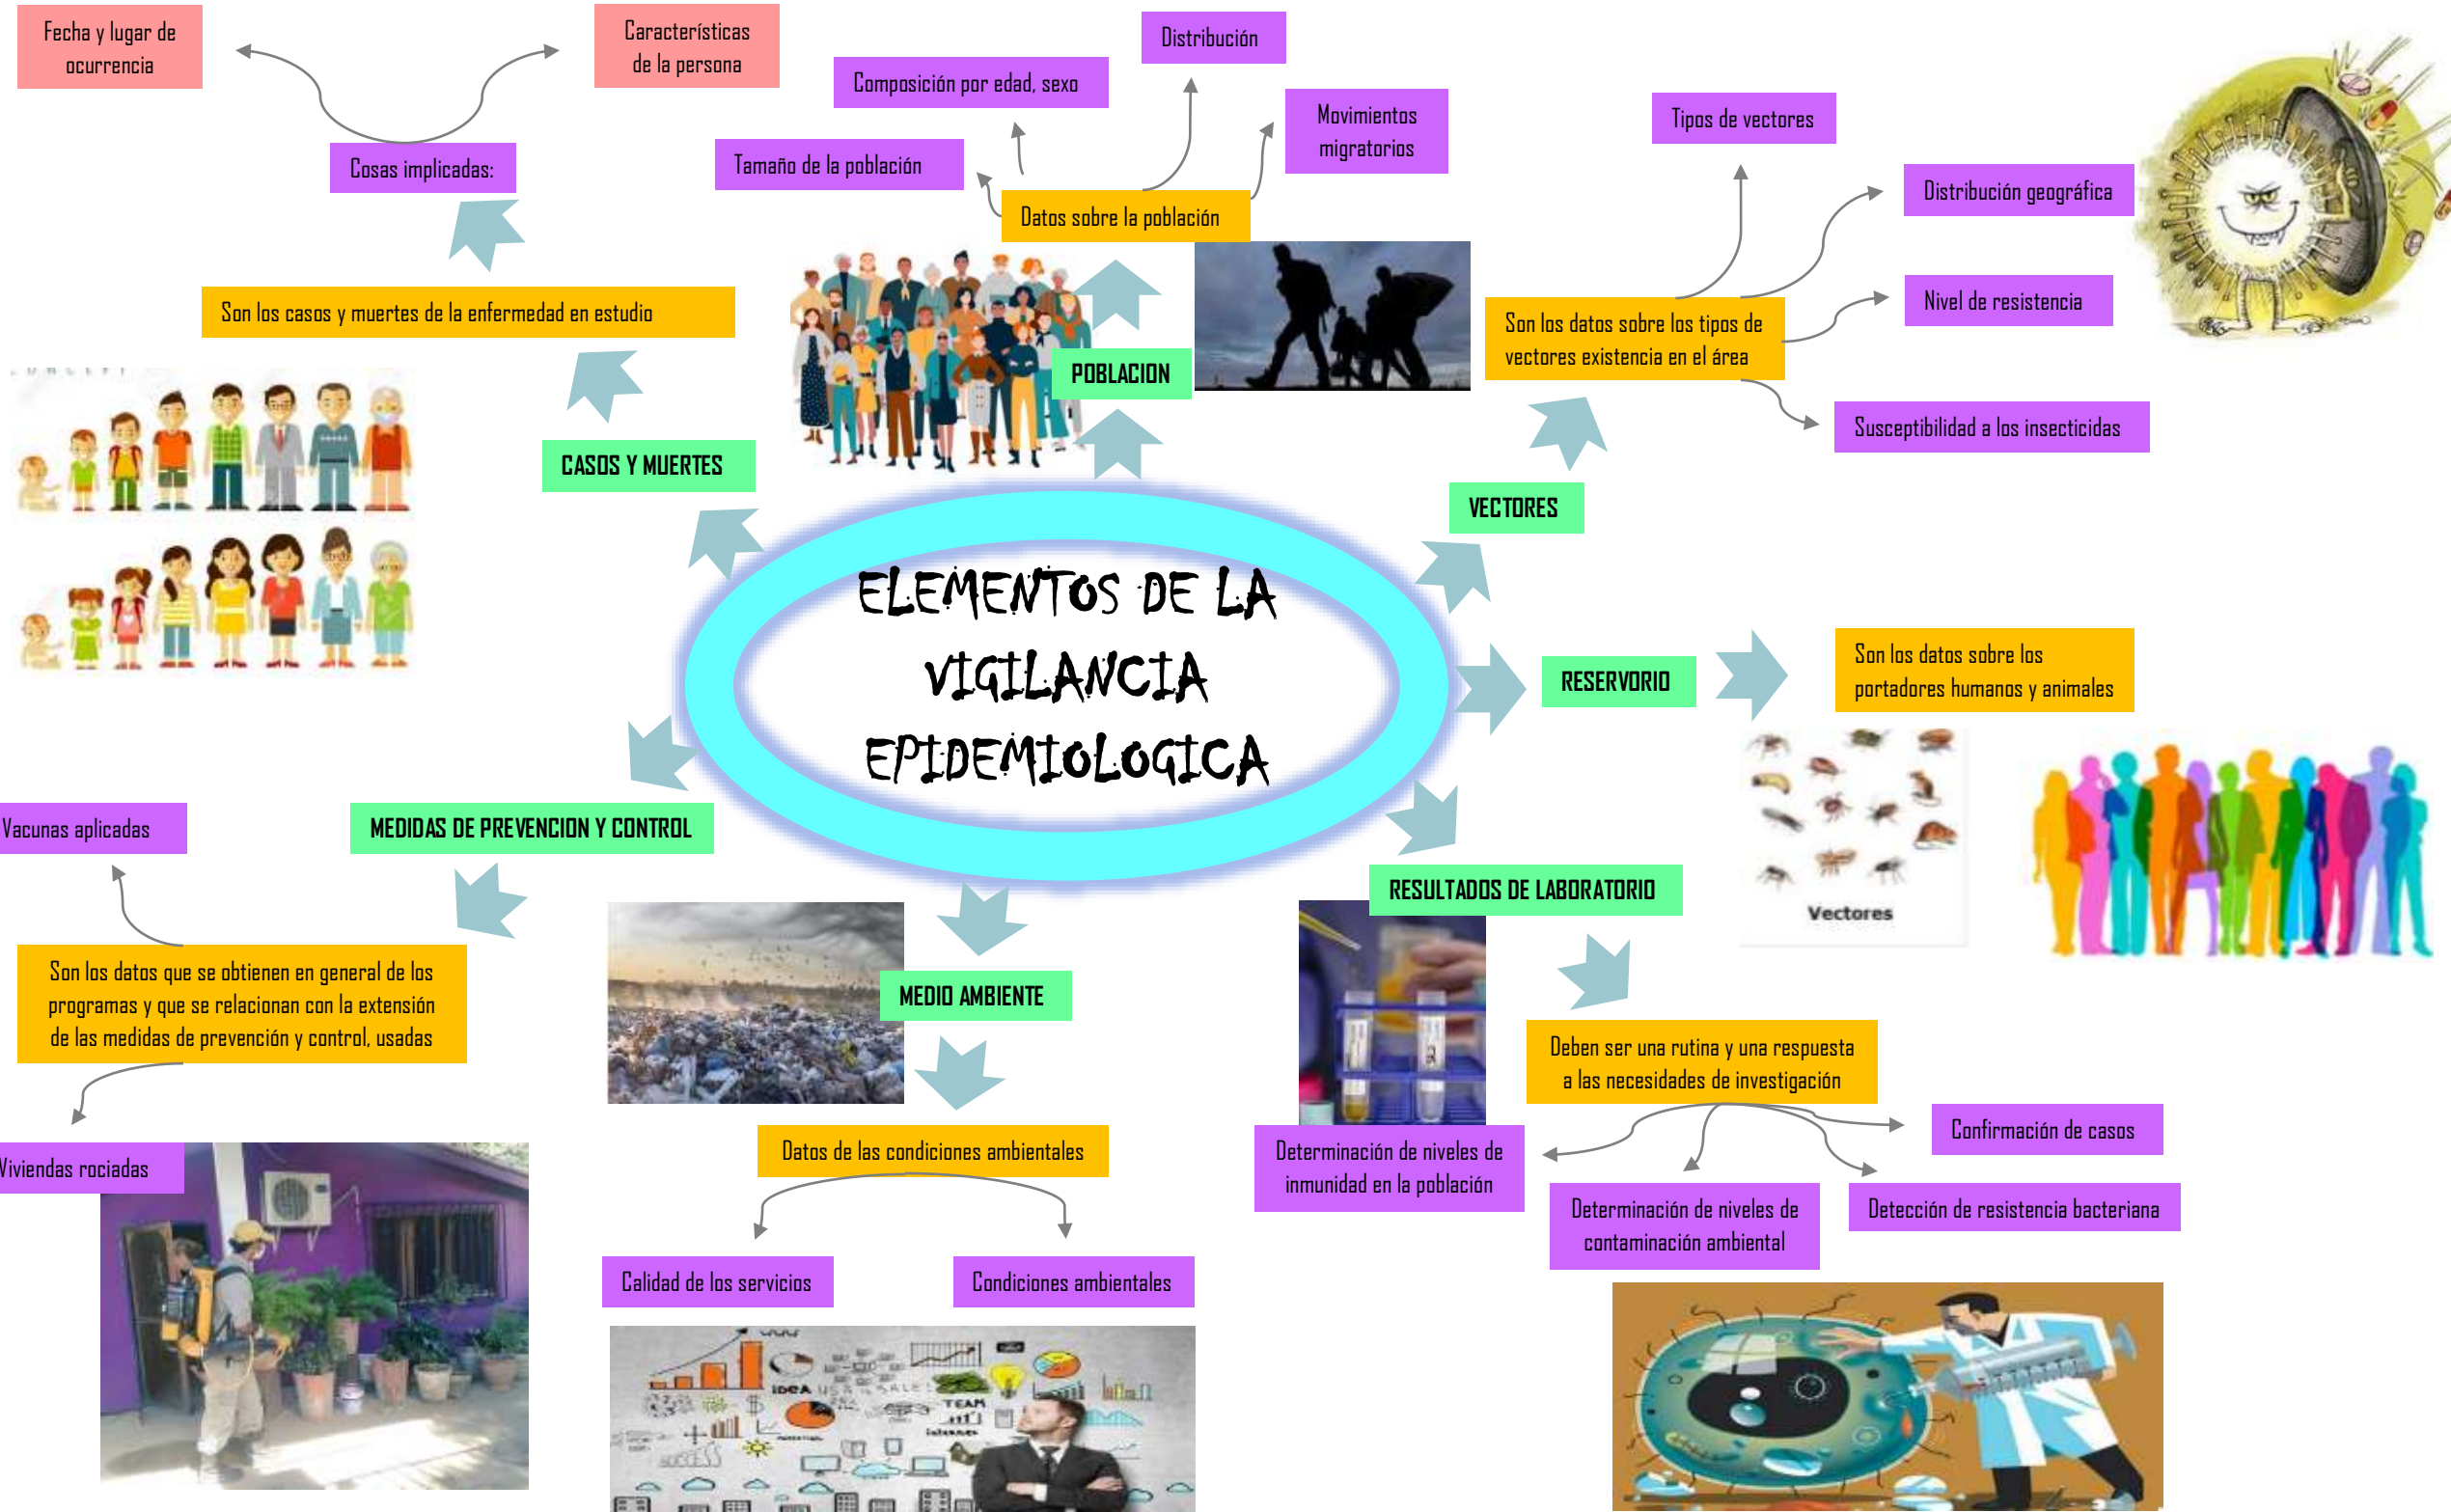 Fecha y lugar de
ocurrencia
Características
de la persona
Cosas implicadas:
Son los casos y muertes de la enfermedad en estudio
CASOS Y MUERTES
Composición por edad, sexo
Distribución
Tamaño de la población
Movimientos
migratorios
Datos sobre la población
POBLACION
Tipos de vectores
Distribución geográfica
Nivel de resistencia
Son los datos sobre los tipos de
vectores existencia en el área
Susceptibilidad a los insecticidas
VECTORES
ELEMENTOS DE LA
VIGILANCIA
EPIDEMIOLOGICA
RESERVORIO
Son los datos sobre los
portadores humanos y animales
Vectores
Vacunas aplicadas
MEDIDAS DE PREVENCION Y CONTROL
Son los datos que se obtienen en general de los
programas y que se relacionan con la extensión
de las medidas de prevención y control, usadas
Viviendas rociadas
MEDIO AMBIENTE
Datos de las condiciones ambientales
Calidad de los servicios
Condiciones ambientales
IDEA
TEAM
RESULTADOS DE LABORATORIO
Deben ser una rutina y una respuesta
a las necesidades de investigación
Determinación de niveles de
inmunidad en la población
Determinación de niveles de
contaminación ambiental
Confirmación de casos
Detección de resistencia bacteriana